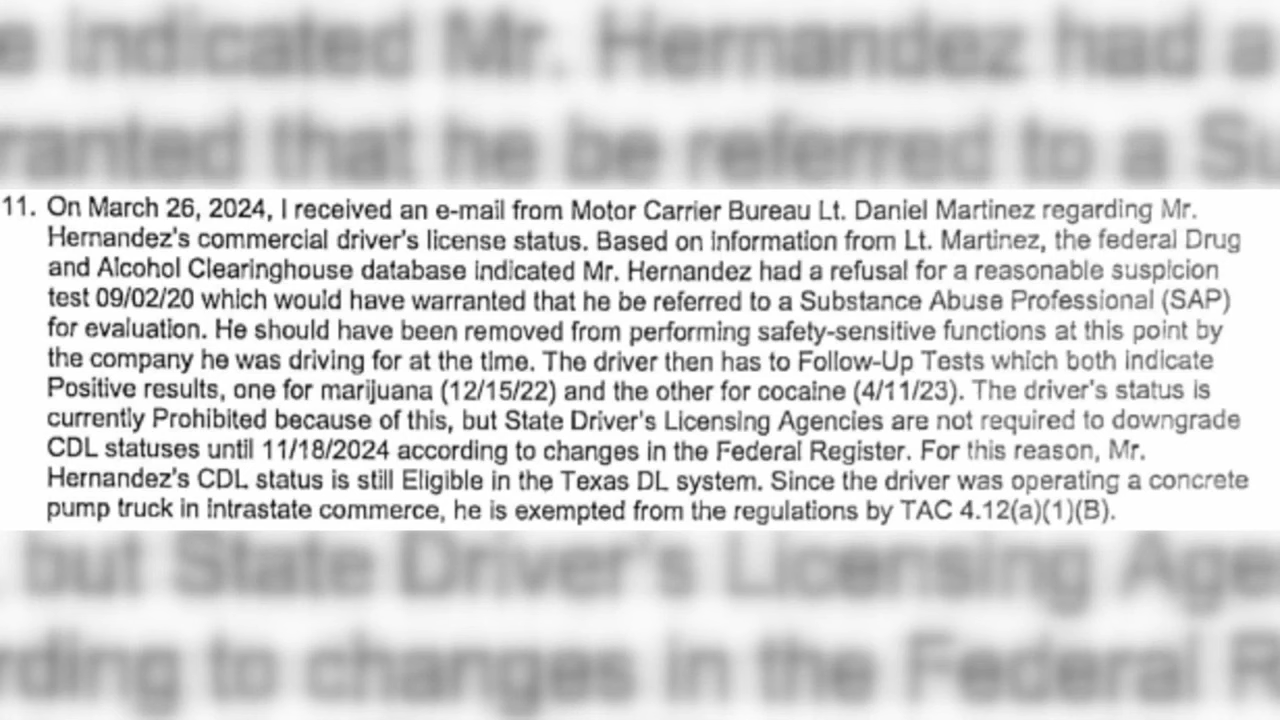 e indicated Mr. Hernandez had a
ranted that he be referred to a Su
11. On March 26, 2024, I received an e-mail from Motor Carrier Bureau Lt. Daniel Martinez regarding Mr.
Hernandez's commercial driver's license status. Based on information from Lt. Martinez, the federal Drug
and Alcohol Clearinghouse database indicated Mr. Hernandez had a refusal for a reasonable suspicion
test 09/02/20 which would have warranted that he be referred to a Substance Abuse Professional (SAP)
for evaluation. He should have been removed from performing safety-sensitive functions at this point by
the company he was driving for at the time. The driver then has to Follow-Up Tests which both indicate
Positive results, one for marijuana (12/15/22) and the other for cocaine (4/11/23). The driver's status is
currently Prohibited because of this, but State Driver's Licensing Agencies are not required to downgrade
CDL statuses until 11/18/2024 according to changes in the Federal Register. For this reason, Mr.
Hernandez's CDL status is still Eligible in the Texas DL system. Since the driver was operating a concrete
pump truck in intrastate commerce, he is exempted from the regulations by TAC 4.12(a)(1)(B).
but State Driver's Licensing Age
rding to changes in the Federal R